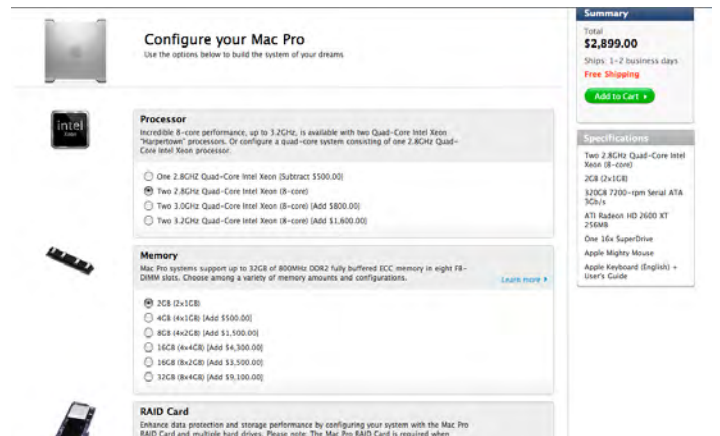 Configure your Mac Pro
Use the options below to build the system of your dreams
intel
Processor
Incredible 8-core performance, up to 3.2GHz, is available with two Quad-Core Intel Xeon
"Harpertown" processors. Or configure a quad-core system consisting of one 2.8GHz Quad-
Core Intel Xeon processor.
One 2.8GHZ Quad-Core Intel Xeon [Subtract $500.00]
Two 2.8GHz Quad-Core Intel Xeon (8-core)
Two 3.0GHz Quad-Core Intel Xeon (8-core) [Add $800.00]
Two 3.2GHz Quad-Core Intel Xeon (8-core) [Add $1,600.00]
Memory
Mac Pro systems support up to 32GB of 800MHz DDR2 fully buffered ECC memory in eight FB-
DIMM slots. Choose among a variety of memory amounts and configurations.
Learn more
2GB (2x1GB)
4GB (4x1GB) [Add $500.00]
8GB (4x2GB) [Add $1,500.00]
16GB (4x4GB) [Add $4,300.00]
16GB (8x2GB) [Add $3,500.00]
32GB (8x4GB) [Add $9,100.00]
RAID Card
Enhance data protection and storage performance by configuring your system with the Mac Pro
RAID Card and multiple hard drives. Please note: The Mac Pro RAID Card is required when
Summary
Total
$2,899.00
Ships: 1-2 business days
Free Shipping
Add to Cart
Specifications
Two 2.8GHz Quad-Core Intel
Xeon (8-core)
2GB (2x1GB)
320GB 7200-rpm Serial ATA
3Gb/s
ATI Radeon HD 2600 XT
256MB
One 16x SuperDrive
Apple Mighty Mouse
Apple Keyboard (English) +
User's Guide